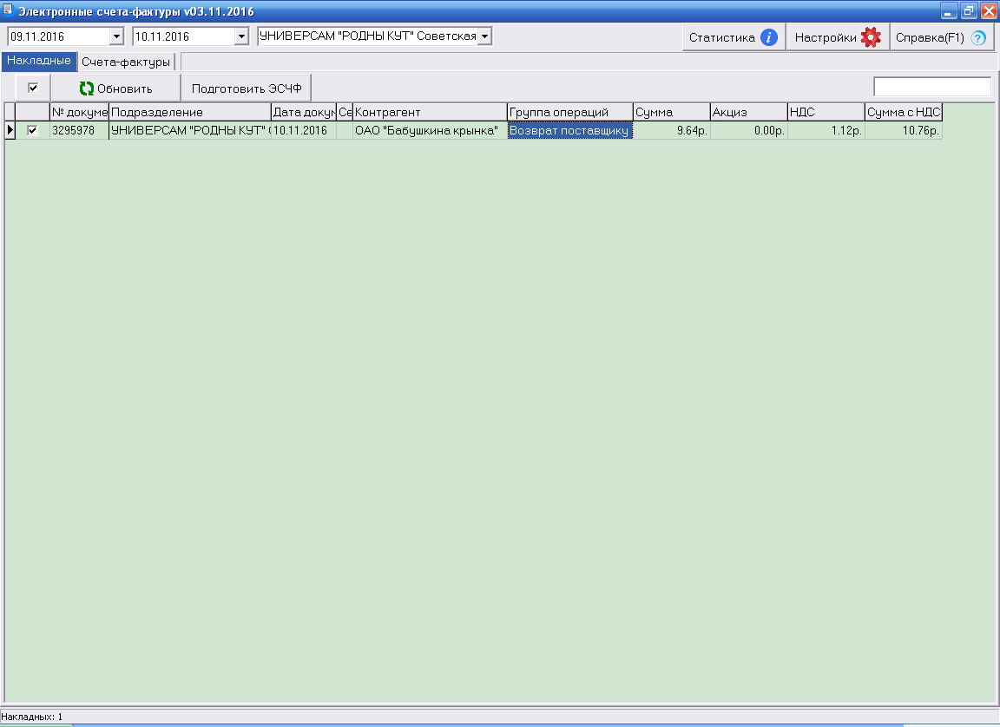 Электронные счета-фактуры v03.11.2016
09.11.2016 10.11.2016 УНИВЕРСАМ "РОДНЫ КУТ" Советская Статистика Настройки Справка(F1)
Накладные Счета-фактуры
Обновить Подготовить ЭСЧФ
№ докуме Подразделение Дата докум Се Контрагент Группа операций Сумма Акциз НДС Сумма с НДС
3295978 УНИВЕРСАМ "РОДНЫ КУТ" 10.11.2016 ОАО "Бабушкина крынка" Возврат поставщику 9.64р. 0.00р. 1.12р. 10.76р.
Накладных: 1